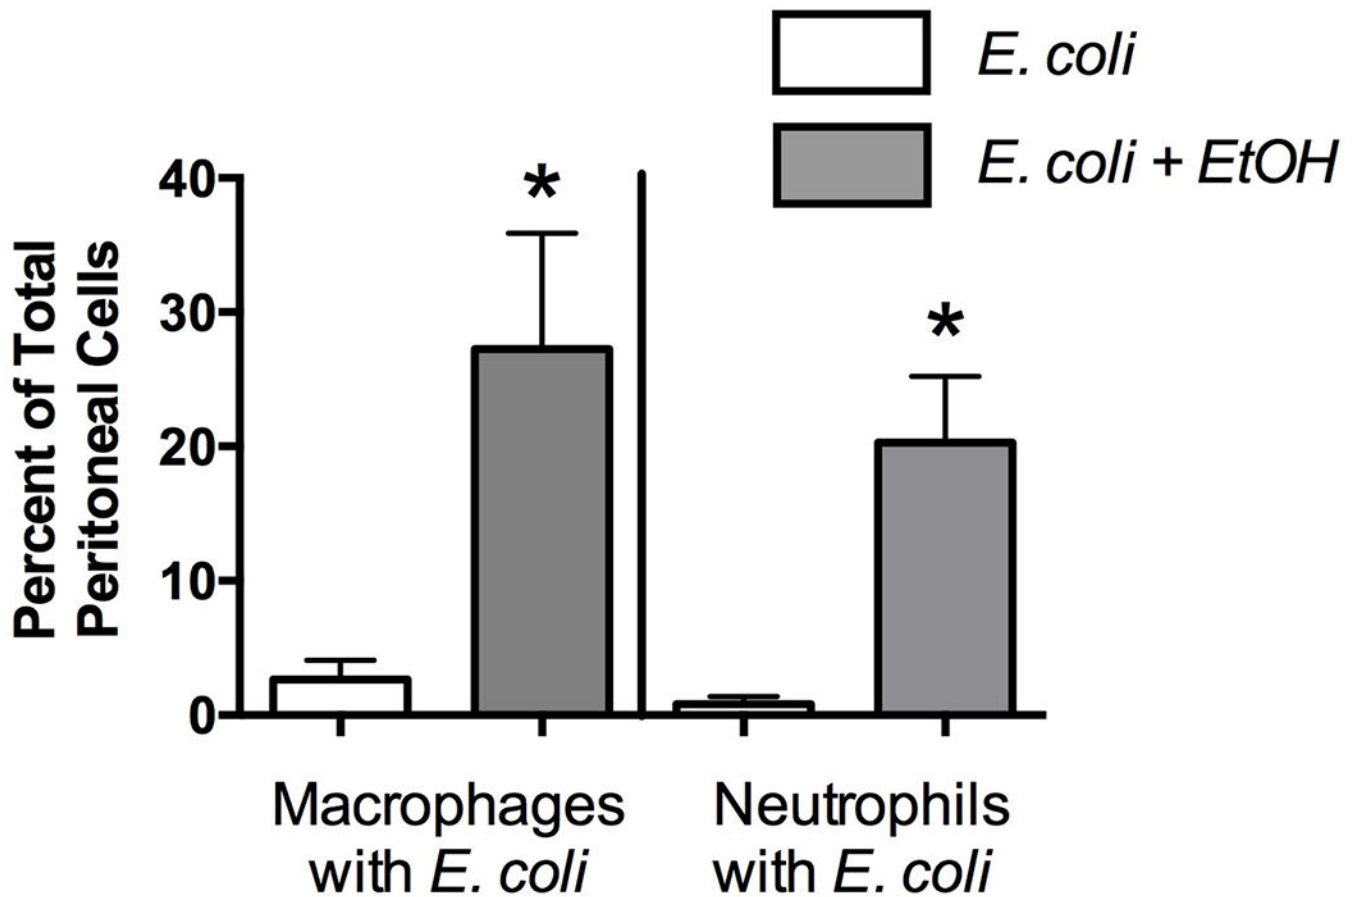 E. coli
E. coli + EtOH
Percent of Total
Peritoneal Cells
40
30
20
10
0
*
*
Macrophages
with E. coli
Neutrophils
with E. coli